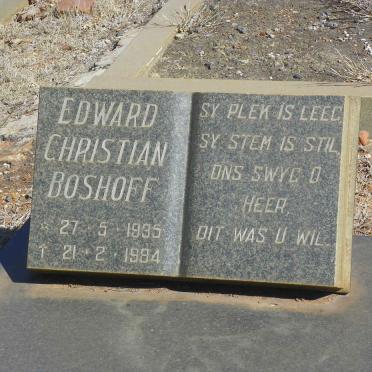 EDWARD
CHRISTIAN
BOSHOFF
* 27 · 5 · 1935
† 21 · 2 · 1984
SY PLEK IS LEEG
SY STEM IS STIL
ONS SWYG O
HEER,
DIT WAS U WIL.